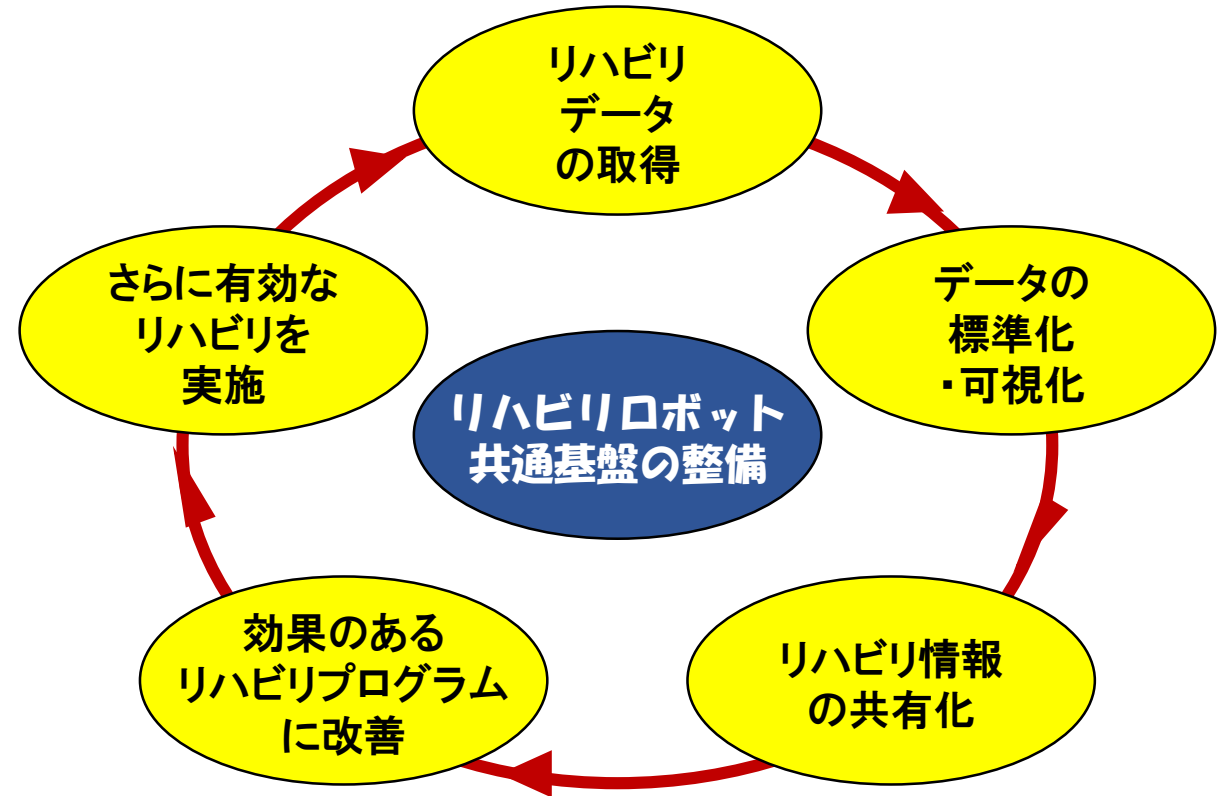 リハビリ
データ
の取得
データの
標準化
・可視化
リハビリ情報
の共有化
効果のある
リハビリプログラム
に改善
さらに有効な
リハビリを
実施
リハビリロボット
共通基盤の整備